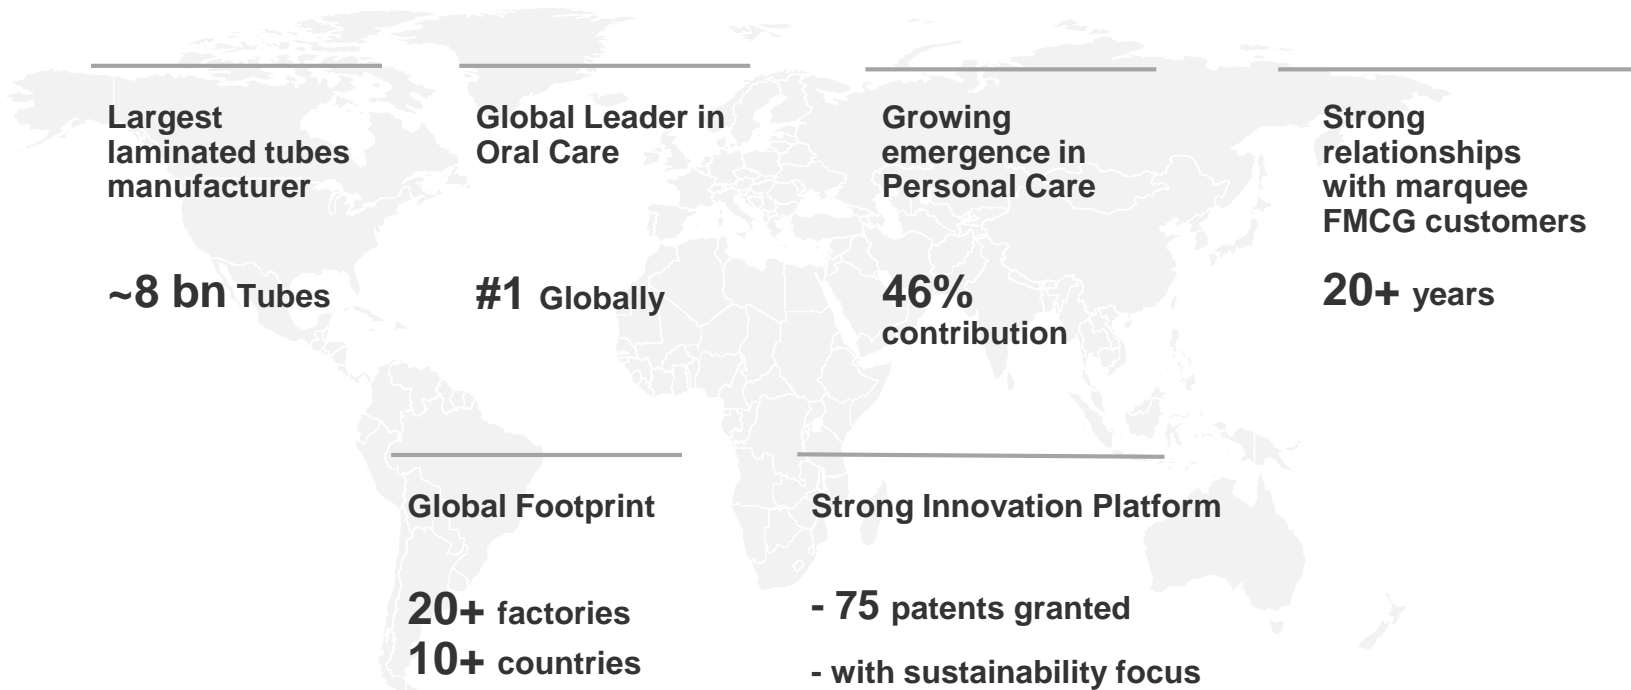 Largest
laminated tubes
manufacturer
~8 bn Tubes
Global Leader in
Oral Care
#1 Globally
Growing
emergence in
Personal Care
46%
contribution
Strong
relationships
with marquee
FMCG customers
20+ years
Global Footprint
20+ factories
10+ countries
Strong Innovation Platform
- 75 patents granted
- with sustainability focus